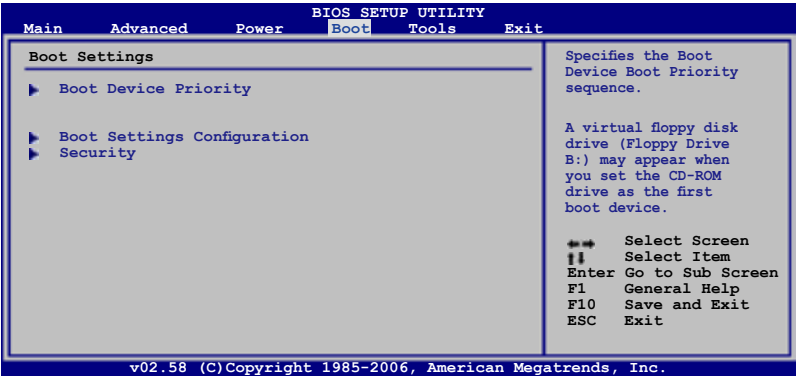 BIOS SETUP UTILITY
Main Advanced Power Boot Tools Exit
Boot Settings
Boot Device Priority
Boot Settings Configuration
Security
Specifies the Boot
Device Boot Priority
sequence.
A virtual floppy disk
drive (Floppy Drive
B:) may appear when
you set the CD-ROM
drive as the first
boot device.
Select Screen
Select Item
Enter Go to Sub Screen
F1 General Help
F10 Save and Exit
ESC Exit
v02.58 (C)Copyright 1985-2006, American Megatrends, Inc.